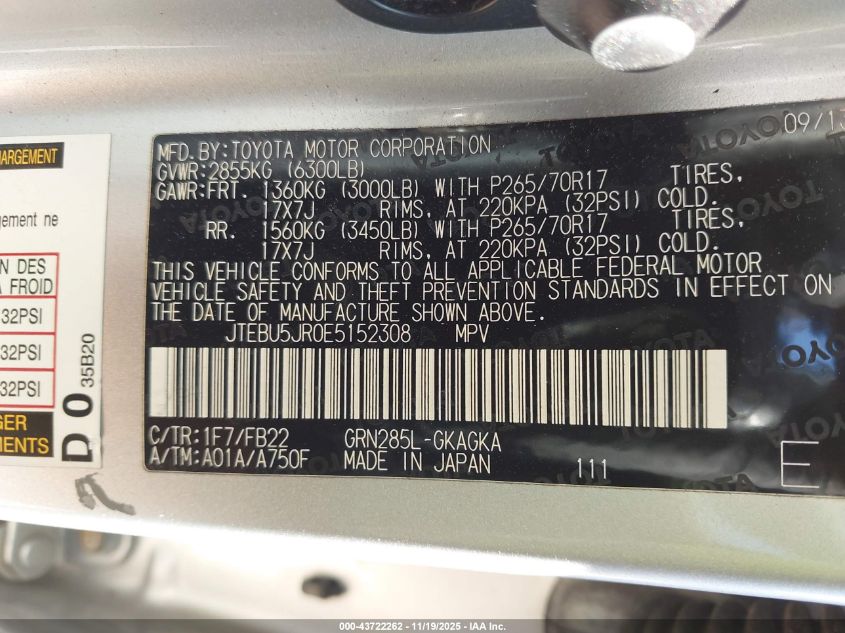 HARGEMENT
gement ne
N DES
A FROID
32PSI
32PSI
32PSI
GER
EMENTS
D 0 35B20
09/13
MFD. BY: TOYOTA MOTOR CORPORATION
GVWR: 2855KG (6300LB)
GAWR: FRT. 1360KG (3000LB) WITH P265/70R17 TIRES,
17X7J RIMS, AT 220KPA (32PSI) COLD.
RR. 1560KG (3450LB) WITH P265/70R17 TIRES,
17X7J RIMS, AT 220KPA (32PSI) COLD.
THIS VEHICLE CONFORMS TO ALL APPLICABLE FEDERAL MOTOR
VEHICLE SAFETY AND THEFT PREVENTION STANDARDS IN EFFECT ON
THE DATE OF MANUFACTURE SHOWN ABOVE.
JTEBU5JR0E5152308 MPV
C/TR: 1F7/FB22 GRN285L-GKAGKA
A/TM: A01A/A750F MADE IN JAPAN 111 E
000-43722262 - 11/19/2025 - IAA Inc.